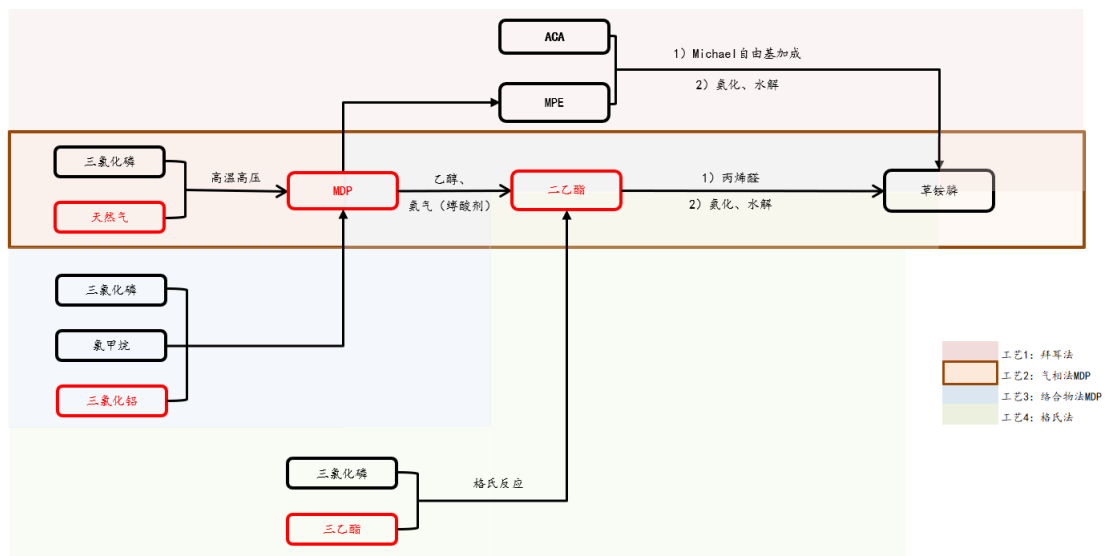 ACA
1）Michael自由基加成
2）氨化、水解
MPE
三氯化磷
高温高压
天然气
MDP
乙醇、
氨气（缚酸剂）
二乙酯
1）丙烯醛
2）氨化、水解
草铵膦
三氯化磷
氯甲烷
三氯化铝
工艺1：拜耳法
工艺2：气相法MDP
工艺3：络合物法MDP
工艺4：格氏法
三氯化磷
格氏反应
三乙酯